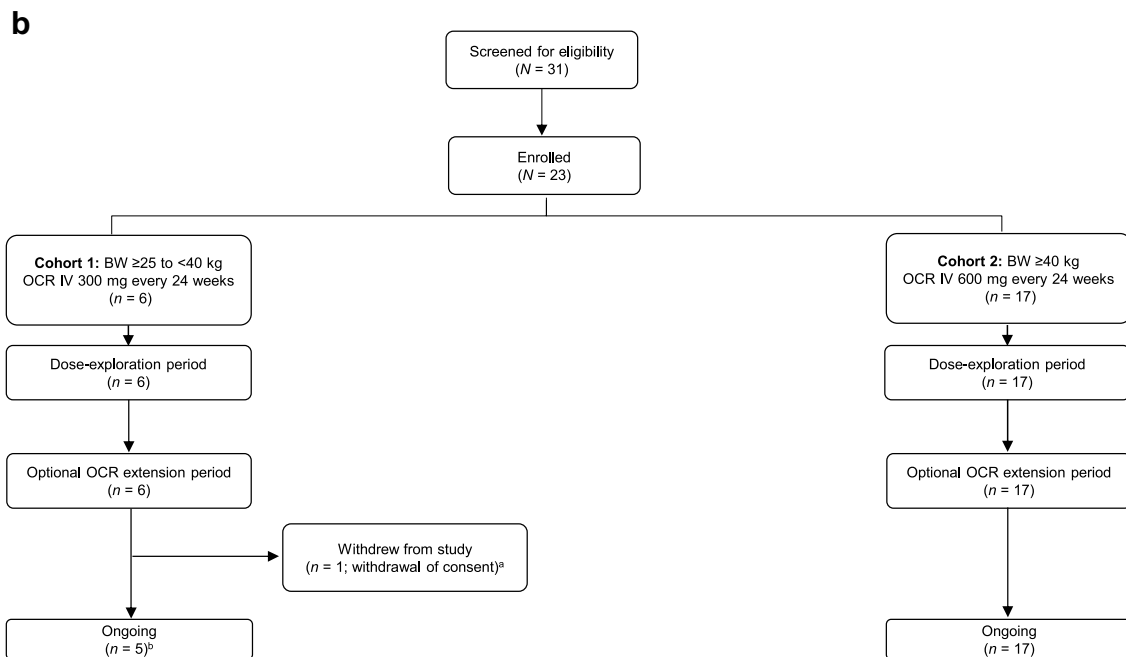 b
Screened for eligibility
(N = 31)
Enrolled
(N = 23)
Cohort 1: BW ≥25 to <40 kg
OCR IV 300 mg every 24 weeks
(n = 6)
Cohort 2: BW ≥40 kg
OCR IV 600 mg every 24 weeks
(n = 17)
Dose-exploration period
(n = 6)
Dose-exploration period
(n = 17)
Optional OCR extension period
(n = 6)
Optional OCR extension period
(n = 17)
Withdrew from study
(n = 1; withdrawal of consent)ᵃ
Ongoing
(n = 5)ᵇ
Ongoing
(n = 17)